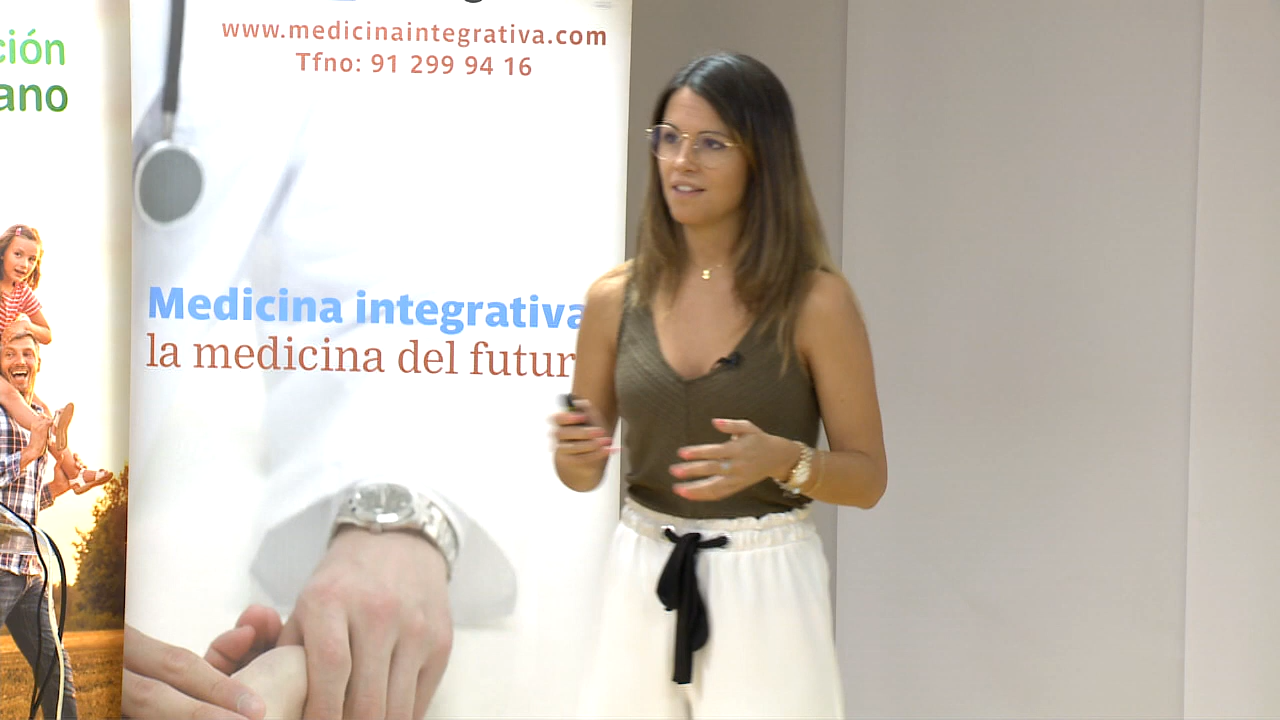 ción
ano
www.medicinaintegrativa.com
Tfno: 91 299 94 16
Medicina integrativa
la medicina del futur